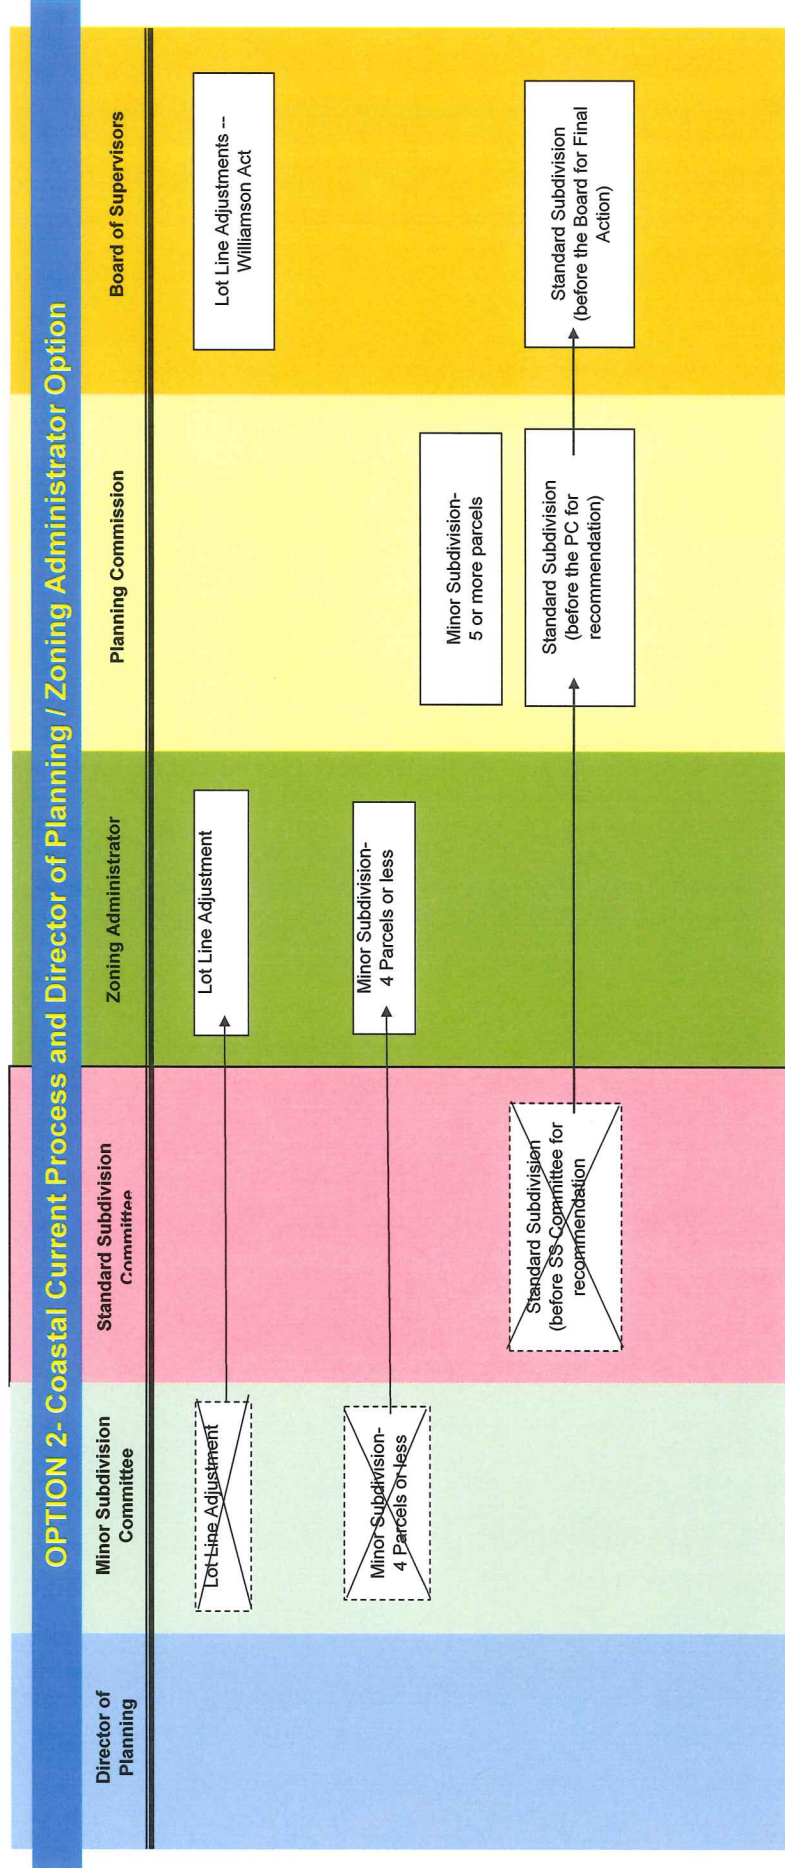 OPTION 2- Coastal Current Process and Director of Planning / Zoning Administrator Option
Director of
Planning
Minor Subdivision
Committee
Standard Subdivision
Committee
Zoning Administrator
Planning Commission
Board of Supervisors
Lot Line Adjustment
Lot Line Adjustment
Lot Line Adjustments --
Williamson Act
Minor Subdivision-
4 Parcels or less
Minor Subdivision-
4 Parcels or less
Minor Subdivision-
5 or more parcels
Standard Subdivision
(before SS Committee for
recommendation
Standard Subdivision
(before the PC for
recommendation)
Standard Subdivision
(before the Board for Final
Action)